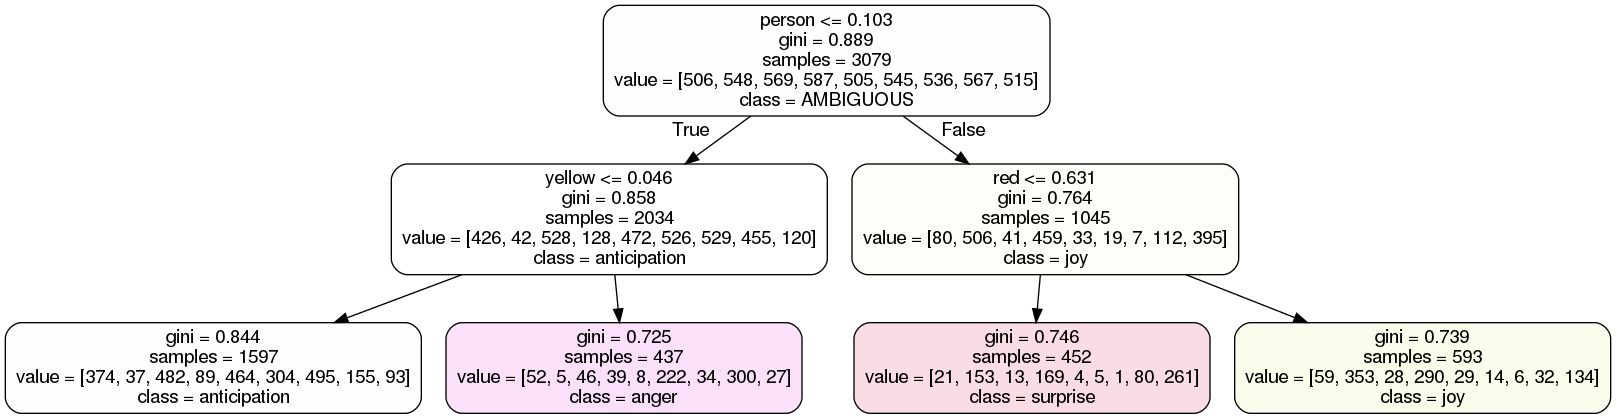 person <= 0.103
gini = 0.889
samples = 3079
value = [506, 548, 569, 587, 505, 545, 536, 567, 515]
class = AMBIGUOUS
True
False
yellow <= 0.046
gini = 0.858
samples = 2034
value = [426, 42, 528, 128, 472, 526, 529, 455, 120]
class = anticipation
red <= 0.631
gini = 0.764
samples = 1045
value = [80, 506, 41, 459, 33, 19, 7, 112, 395]
class = joy
gini = 0.844
samples = 1597
value = [374, 37, 482, 89, 464, 304, 495, 155, 93]
class = anticipation
gini = 0.725
samples = 437
value = [52, 5, 46, 39, 8, 222, 34, 300, 27]
class = anger
gini = 0.746
samples = 452
value = [21, 153, 13, 169, 4, 5, 1, 80, 261]
class = surprise
gini = 0.739
samples = 593
value = [59, 353, 28, 290, 29, 14, 6, 32, 134]
class = joy